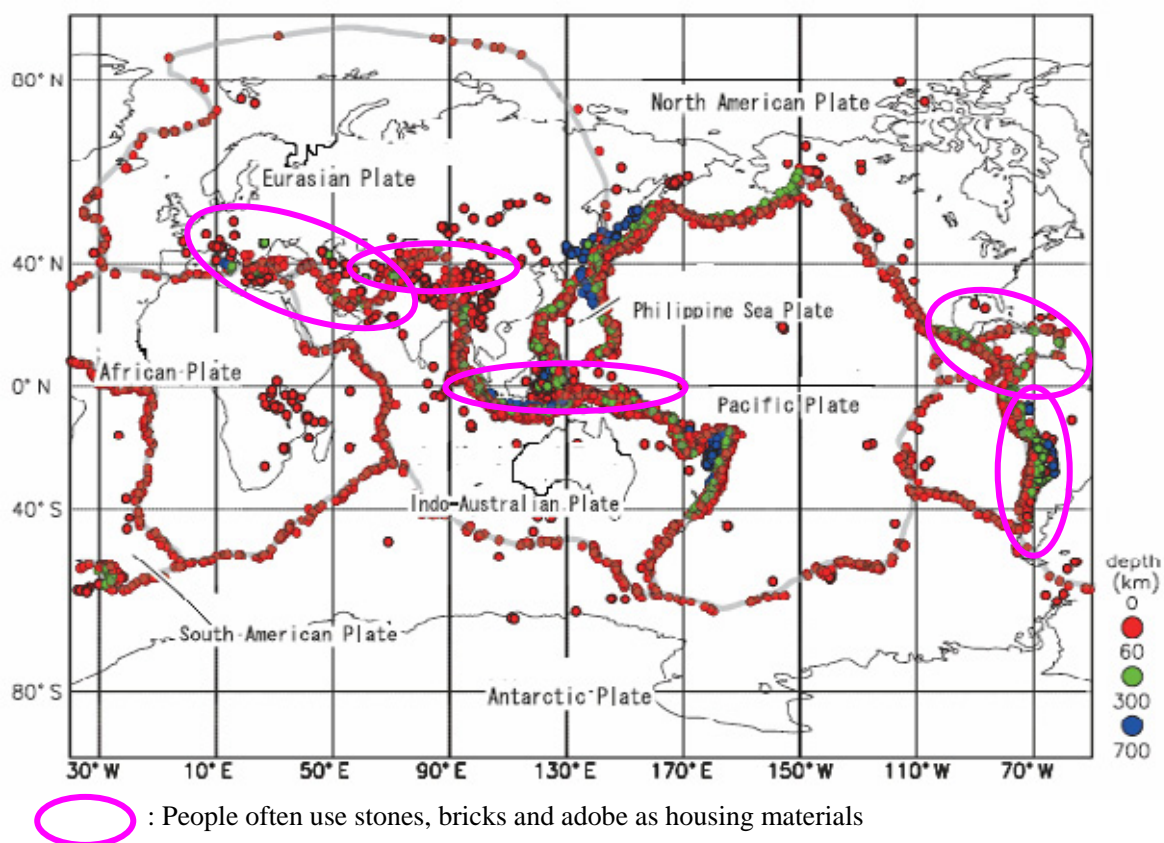 80° N
North American Plate
Eurasian Plate
40° N
Philippine Sea Plate
African Plate
0° N
Pacific Plate
Indo-Australian Plate
40° S
depth
(km)
0
60
300
700
South American Plate
80° S
Antarctic Plate
30°W 10°E 50°E 90°E 130°E 170°E 150°W 110°W 70°W
: People often use stones, bricks and adobe as housing materials